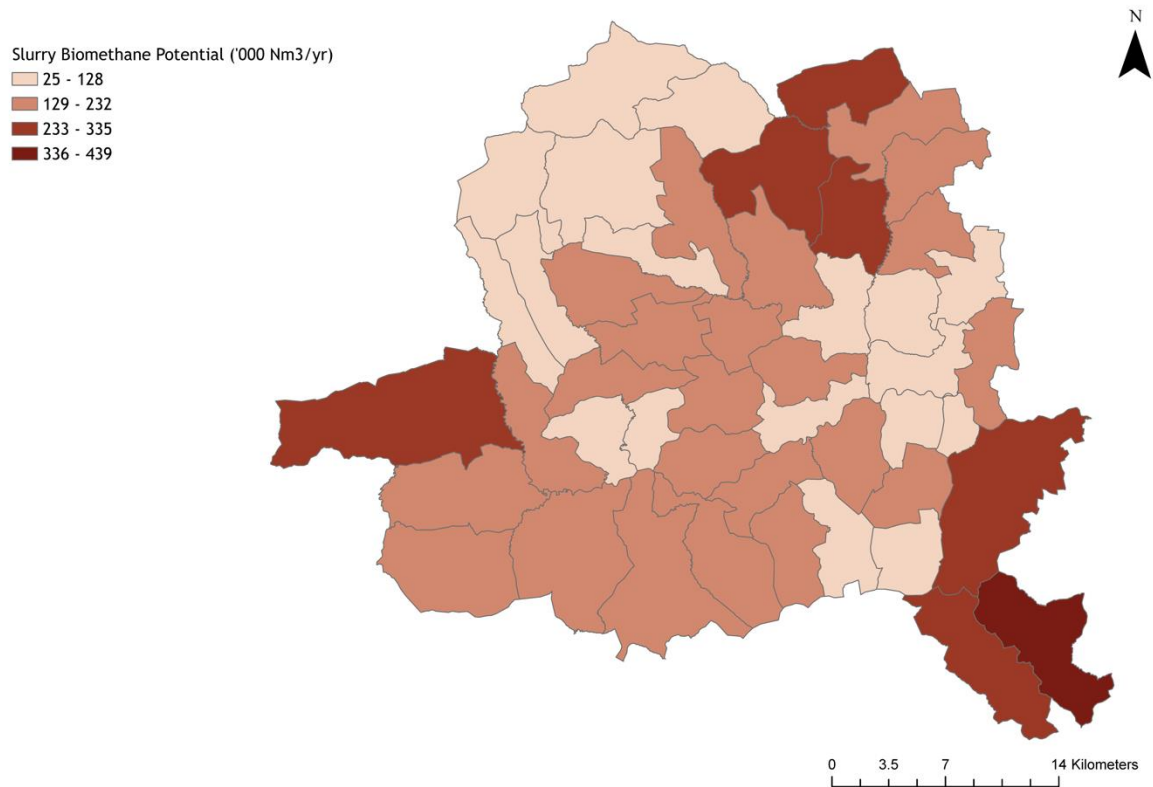 N
Slurry Biomethane Potential ('000 Nm3/yr)
25 - 128
129 - 232
233 - 335
336 - 439
0 3.5 7 14 Kilometers